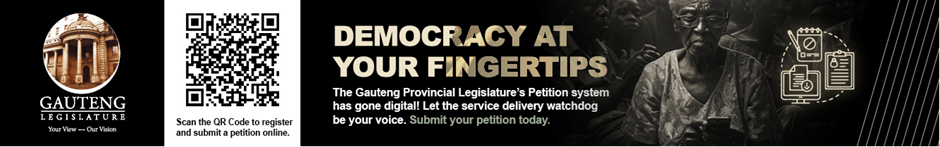 GAUTENG
LEGISLATURE
Your View — Our Vision
Scan the QR Code to register
and submit a petition online.
DEMOCRACY AT
YOUR FINGERTIPS
The Gauteng Provincial Legislature's Petition system
has gone digital! Let the service delivery watchdog
be your voice. Submit your petition today.